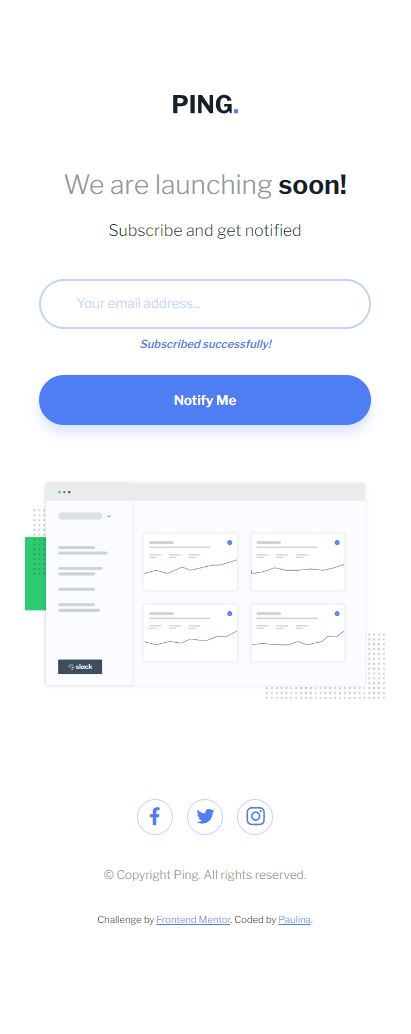 PING.
We are launching soon!
Subscribe and get notified
Your email address...
Subscribed successfully!
Notify Me
slack
© Copyright Ping. All rights reserved.
Challenge by Frontend Mentor. Coded by Paulina.